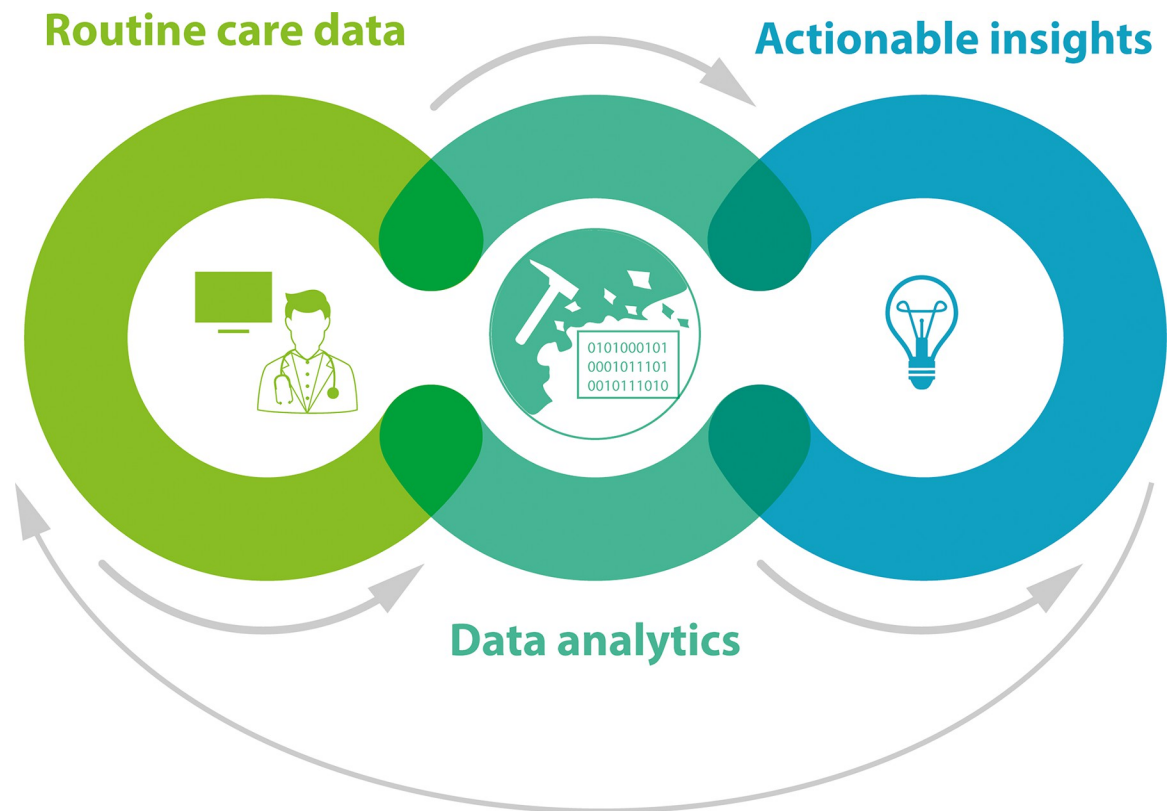 Routine care data
Actionable insights
0101000101
0001011101
0010111010
Data analytics